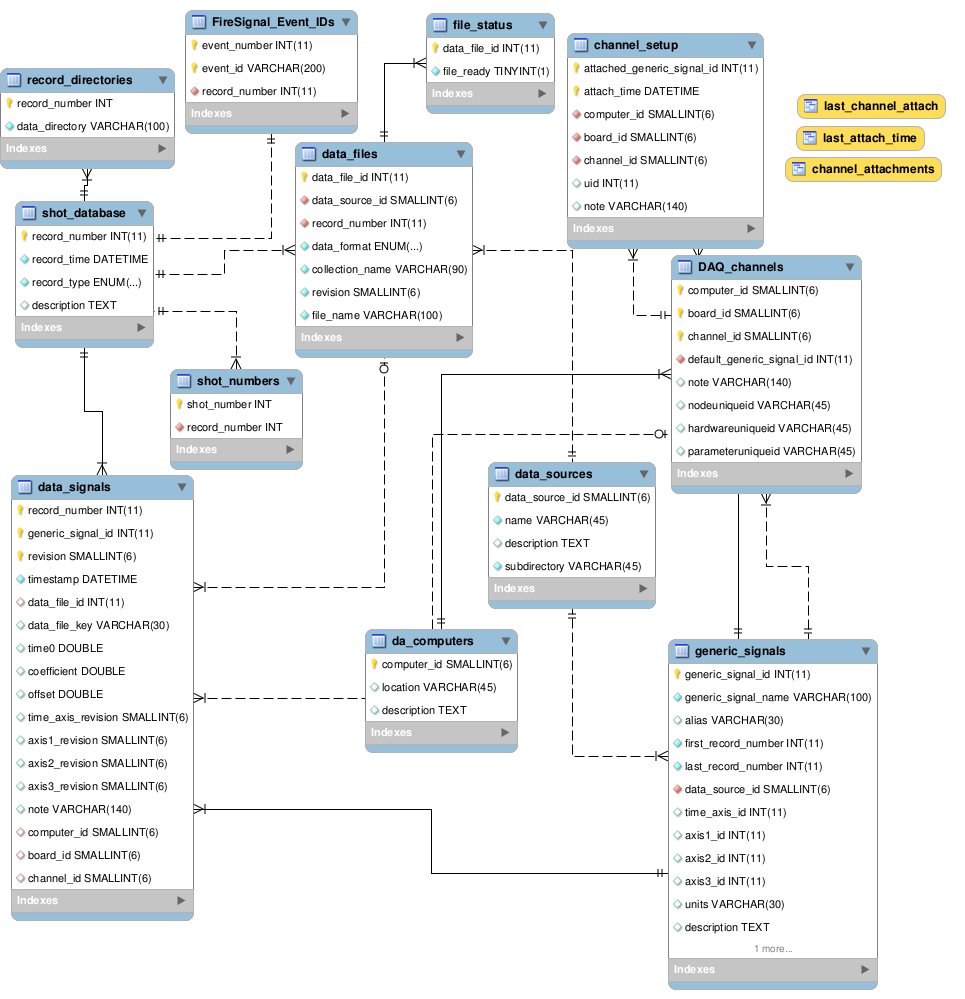 FireSignal_Event_IDs
event_number INT(11)
event_id VARCHAR(200)
record_number INT(11)
Indexes
file_status
data_file_id INT(11)
file_ready TINYINT(1)
Indexes
channel_setup
attached_generic_signal_id INT(11)
attach_time DATETIME
computer_id SMALLINT(6)
board_id SMALLINT(6)
channel_id SMALLINT(6)
uid INT(11)
note VARCHAR(140)
Indexes
last_channel_attach
last_attach_time
channel_attachments
record_directories
record_number INT
data_directory VARCHAR(100)
Indexes
data_files
data_file_id INT(11)
data_source_id SMALLINT(6)
record_number INT(11)
data_format ENUM(...)
collection_name VARCHAR(90)
revision SMALLINT(6)
file_name VARCHAR(100)
Indexes
shot_database
record_number INT(11)
record_time DATETIME
record_type ENUM(...)
description TEXT
Indexes
DAQ_channels
computer_id SMALLINT(6)
board_id SMALLINT(6)
channel_id SMALLINT(6)
default_generic_signal_id INT(11)
note VARCHAR(140)
nodeuniqueid VARCHAR(45)
hardwareuniqueid VARCHAR(45)
parameteruniqueid VARCHAR(45)
Indexes
shot_numbers
shot_number INT
record_number INT
Indexes
data_sources
data_source_id SMALLINT(6)
name VARCHAR(45)
description TEXT
subdirectory VARCHAR(45)
Indexes
data_signals
record_number INT(11)
generic_signal_id INT(11)
revision SMALLINT(6)
timestamp DATETIME
data_file_id INT(11)
data_file_key VARCHAR(30)
time0 DOUBLE
coefficient DOUBLE
offset DOUBLE
time_axis_revision SMALLINT(6)
axis1_revision SMALLINT(6)
axis2_revision SMALLINT(6)
axis3_revision SMALLINT(6)
note VARCHAR(140)
computer_id SMALLINT(6)
board_id SMALLINT(6)
channel_id SMALLINT(6)
Indexes
da_computers
computer_id SMALLINT(6)
location VARCHAR(45)
description TEXT
Indexes
generic_signals
generic_signal_id INT(11)
generic_signal_name VARCHAR(100)
alias VARCHAR(30)
first_record_number INT(11)
last_record_number INT(11)
data_source_id SMALLINT(6)
time_axis_id INT(11)
axis1_id INT(11)
axis2_id INT(11)
axis3_id INT(11)
units VARCHAR(30)
description TEXT
1 more...
Indexes